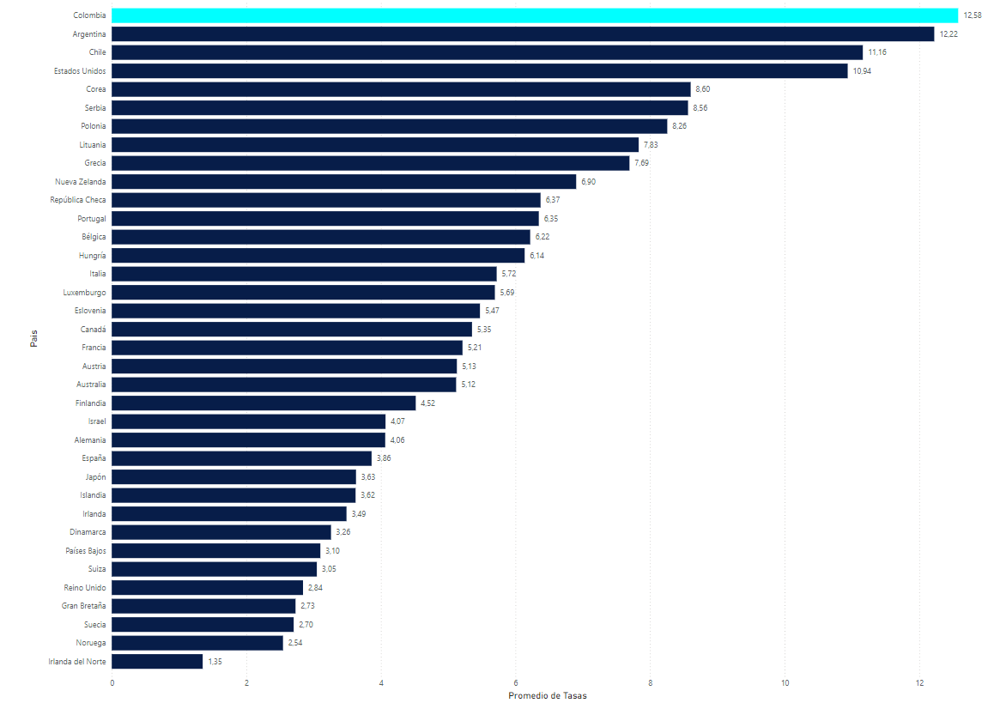 Colombia 12,58
Argentina 12,22
Chile 11,16
Estados Unidos 10,94
Corea 8,60
Serbia 8,56
Polonia 8,26
Lituania 7,83
Grecia 7,69
Nueva Zelanda 6,90
República Checa 6,37
Portugal 6,35
Bélgica 6,22
Hungría 6,14
Italia 5,72
Luxemburgo 5,69
Eslovenia 5,47
Canadá 5,35
Francia 5,21
Austria 5,13
Australia 5,12
Finlandia 4,52
Israel 4,07
Alemania 4,06
España 3,86
Japón 3,63
Islandia 3,62
Irlanda 3,49
Dinamarca 3,26
Países Bajos 3,10
Suiza 3,05
Reino Unido 2,84
Gran Bretaña 2,73
Suecia 2,70
Noruega 2,54
Irlanda del Norte 1,35
0 2 4 6 8 10 12
Promedio de Tasas
País